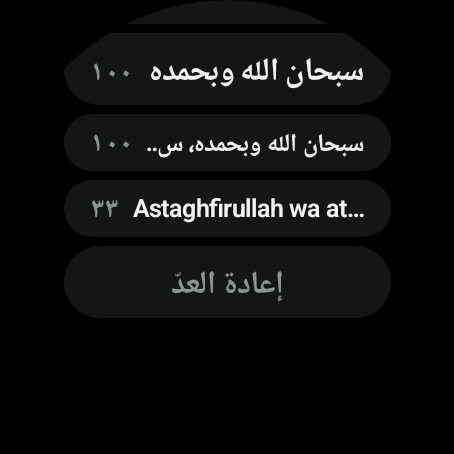 سبحان الله وبحمده ١٠٠
سبحان الله وبحمده، س.. ١٠٠
Astaghfirullah wa at... ٣٣
إعادة العدّ